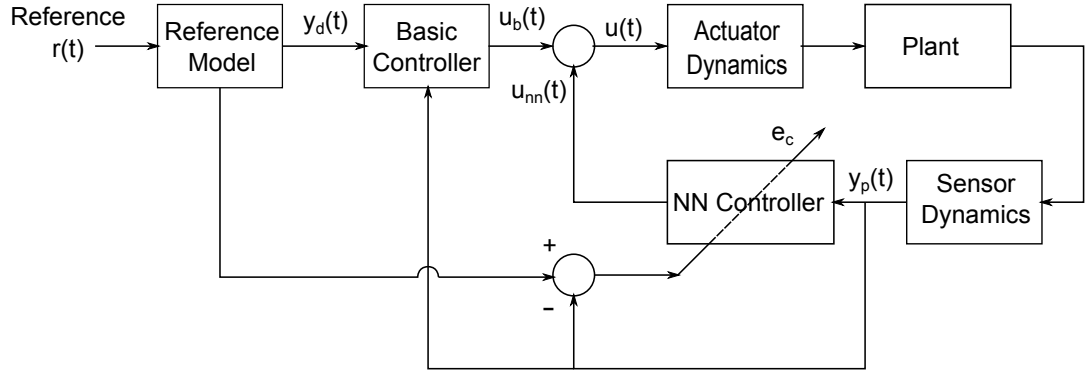 Reference
r(t)
Reference
Model
y_d(t)
Basic
Controller
u_b(t)
u(t)
u_nn(t)
Actuator
Dynamics
Plant
e_c
NN Controller
y_p(t)
Sensor
Dynamics
+
−